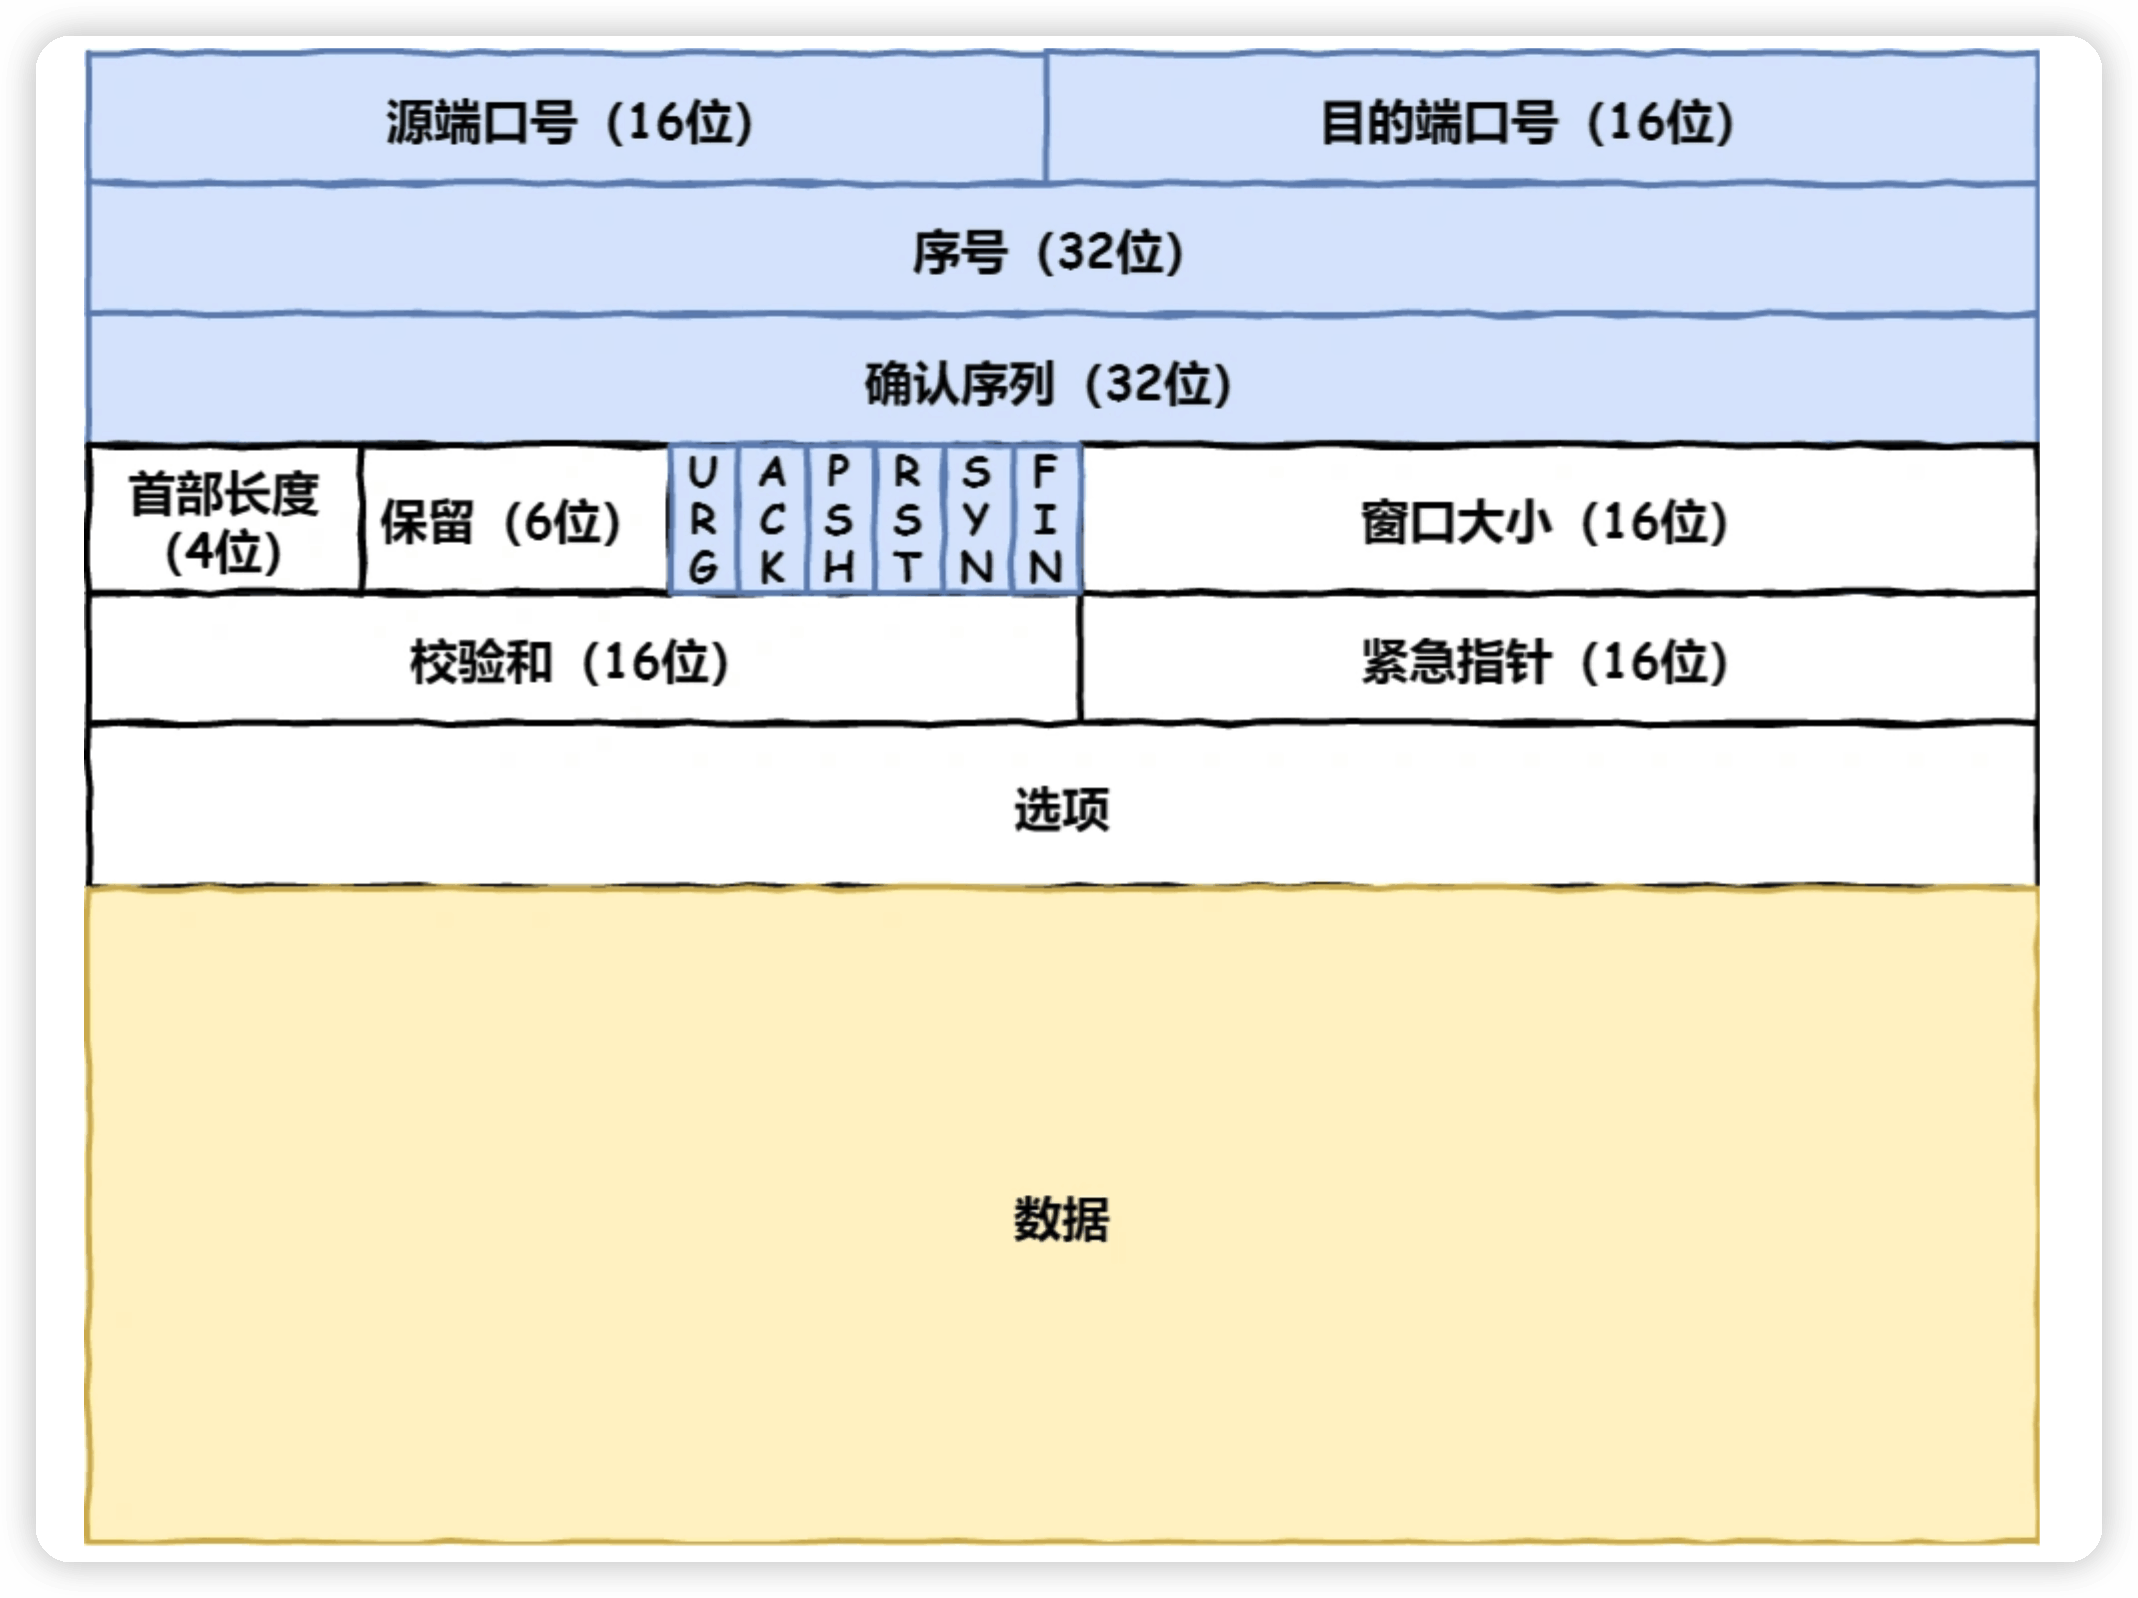 源端口号（16位）
目的端口号（16位）
序号（32位）
确认序列（32位）
首部长度
（4位）
保留（6位）
URG
ACK
PSH
RST
SYN
FIN
窗口大小（16位）
校验和（16位）
紧急指针（16位）
选项
数据